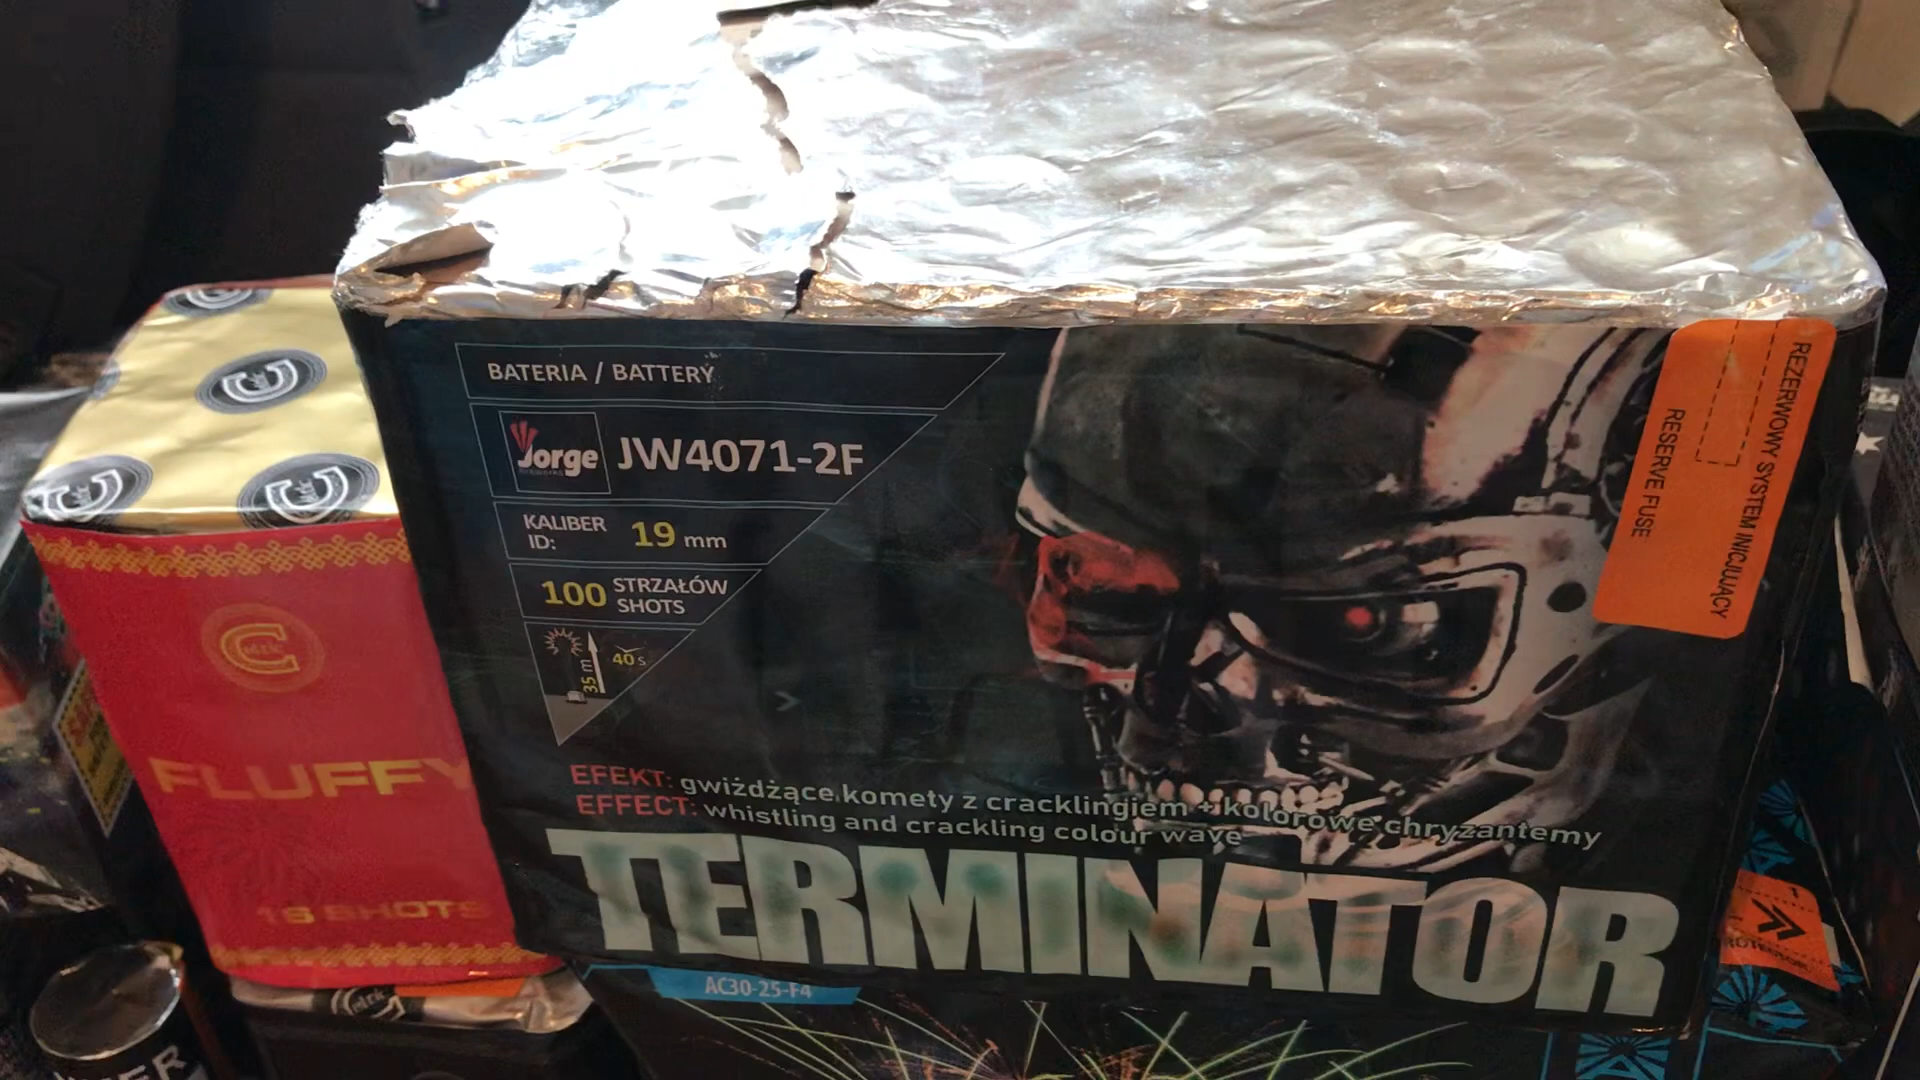 BATERIA / BATTERY
Jorge
JW4071-2F
KALIBER
ID:
19 mm
100 STRZAŁÓW
SHOTS
35 m
40 s
EFEKT: gwiżdżące komety z cracklingiem + kolorowe chryzantemy
EFFECT: whistling and crackling colour wave
TERMINATOR
REZERWOWY SYSTEM INICJUJĄCY
RESERVE FUSE
FLUFFY
16 SHOTS
AC30-25-F4